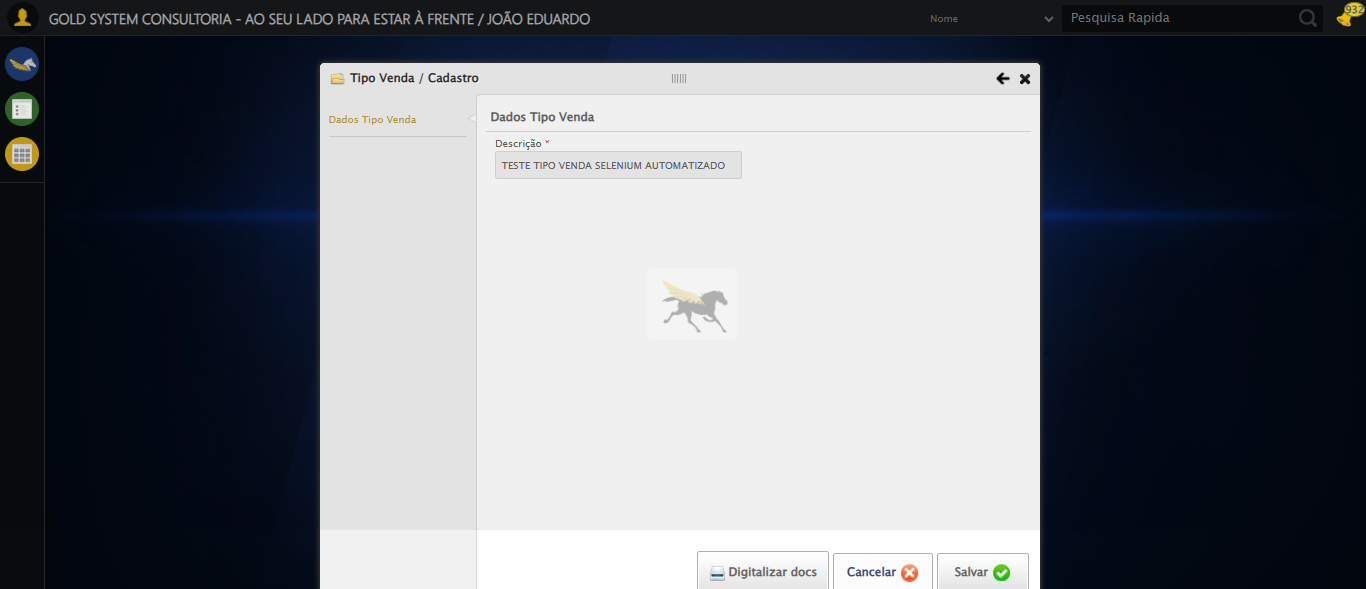 GOLD SYSTEM CONSULTORIA - AO SEU LADO PARA ESTAR À FRENTE / JOÃO EDUARDO
Nome
Pesquisa Rapida
932
Tipo Venda / Cadastro
Dados Tipo Venda
Dados Tipo Venda
Descrição *
TESTE TIPO VENDA SELENIUM AUTOMATIZADO
Digitalizar docs
Cancelar
Salvar